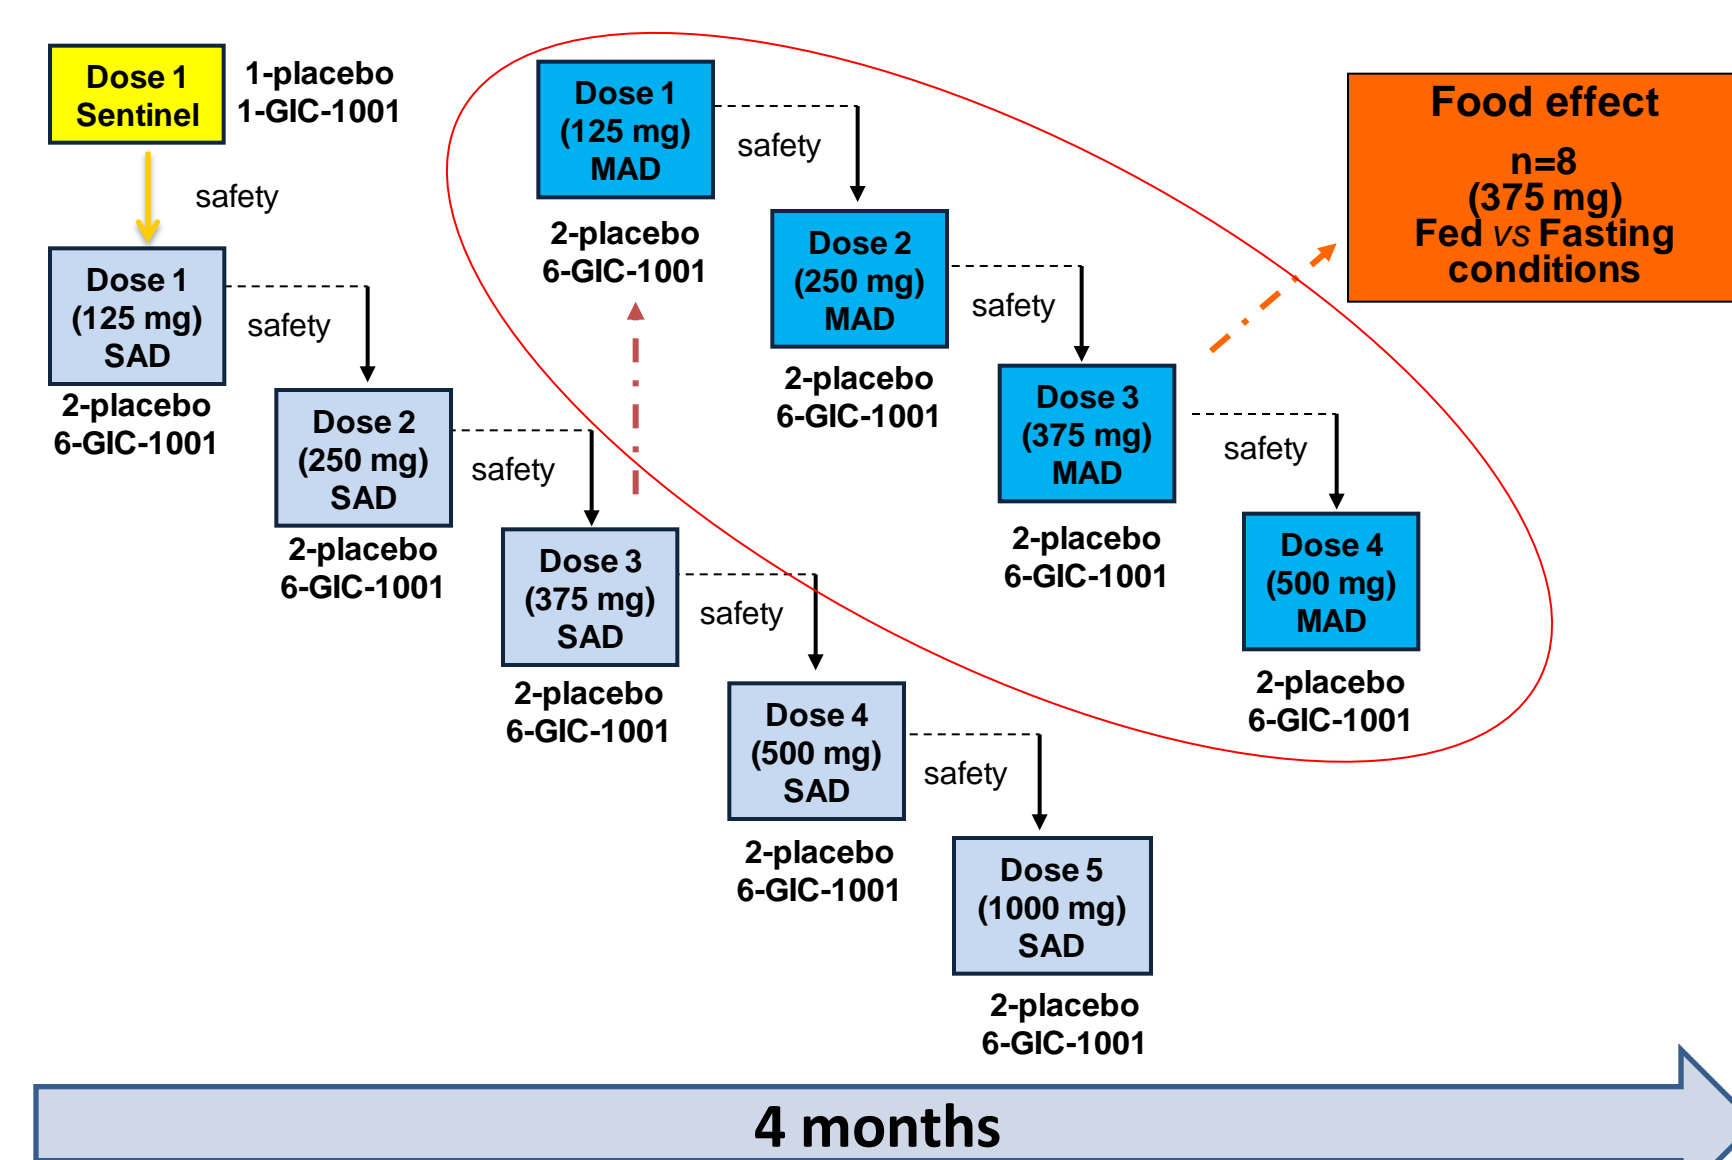 Dose 1
Sentinel
1-placebo
1-GIC-1001
safety
Dose 1
(125 mg)
SAD
2-placebo
6-GIC-1001
safety
Dose 2
(250 mg)
SAD
2-placebo
6-GIC-1001
safety
Dose 3
(375 mg)
SAD
2-placebo
6-GIC-1001
safety
Dose 4
(500 mg)
SAD
2-placebo
6-GIC-1001
safety
Dose 5
(1000 mg)
SAD
2-placebo
6-GIC-1001
Dose 1
(125 mg)
MAD
2-placebo
6-GIC-1001
safety
Dose 2
(250 mg)
MAD
2-placebo
6-GIC-1001
safety
Dose 3
(375 mg)
MAD
2-placebo
6-GIC-1001
safety
Dose 4
(500 mg)
MAD
2-placebo
6-GIC-1001
Food effect
n=8
(375 mg)
Fed vs Fasting
conditions
4 months